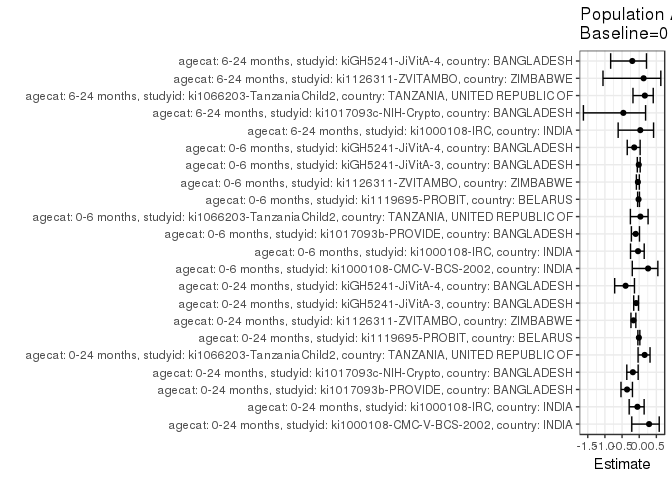 Population
Baseline=0
agecat: 6-24 months, studyid: kiGH5241-JiVitA-4, country: BANGLADESH
agecat: 6-24 months, studyid: ki1126311-ZVITAMBO, country: ZIMBABWE
agecat: 6-24 months, studyid: ki1066203-TanzaniaChild2, country: TANZANIA, UNITED REPUBLIC OF
agecat: 6-24 months, studyid: ki1017093c-NIH-Crypto, country: BANGLADESH
agecat: 6-24 months, studyid: ki1000108-IRC, country: INDIA
agecat: 0-6 months, studyid: kiGH5241-JiVitA-4, country: BANGLADESH
agecat: 0-6 months, studyid: kiGH5241-JiVitA-3, country: BANGLADESH
agecat: 0-6 months, studyid: ki1126311-ZVITAMBO, country: ZIMBABWE
agecat: 0-6 months, studyid: ki1119695-PROBIT, country: BELARUS
agecat: 0-6 months, studyid: ki1066203-TanzaniaChild2, country: TANZANIA, UNITED REPUBLIC OF
agecat: 0-6 months, studyid: ki1017093b-PROVIDE, country: BANGLADESH
agecat: 0-6 months, studyid: ki1000108-IRC, country: INDIA
agecat: 0-6 months, studyid: ki1000108-CMC-V-BCS-2002, country: INDIA
agecat: 0-24 months, studyid: kiGH5241-JiVitA-4, country: BANGLADESH
agecat: 0-24 months, studyid: kiGH5241-JiVitA-3, country: BANGLADESH
agecat: 0-24 months, studyid: ki1126311-ZVITAMBO, country: ZIMBABWE
agecat: 0-24 months, studyid: ki1119695-PROBIT, country: BELARUS
agecat: 0-24 months, studyid: ki1066203-TanzaniaChild2, country: TANZANIA, UNITED REPUBLIC OF
agecat: 0-24 months, studyid: ki1017093c-NIH-Crypto, country: BANGLADESH
agecat: 0-24 months, studyid: ki1017093b-PROVIDE, country: BANGLADESH
agecat: 0-24 months, studyid: ki1000108-IRC, country: INDIA
agecat: 0-24 months, studyid: ki1000108-CMC-V-BCS-2002, country: INDIA
-1.5 -1.0 -0.5 0.0 0.5
Estimate